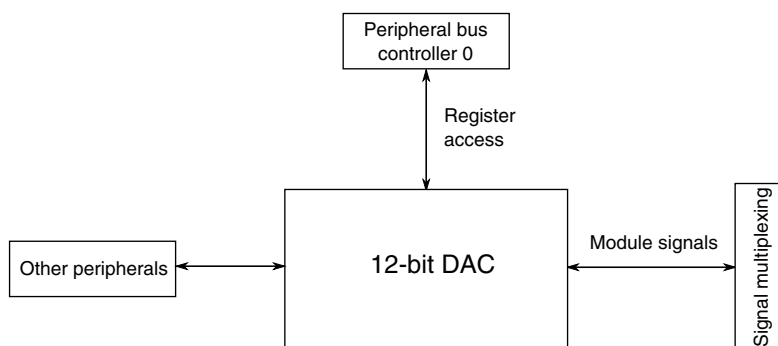 Peripheral bus
controller 0
Register
access
12-bit DAC
Other peripherals
Module signals
Signal multiplexing